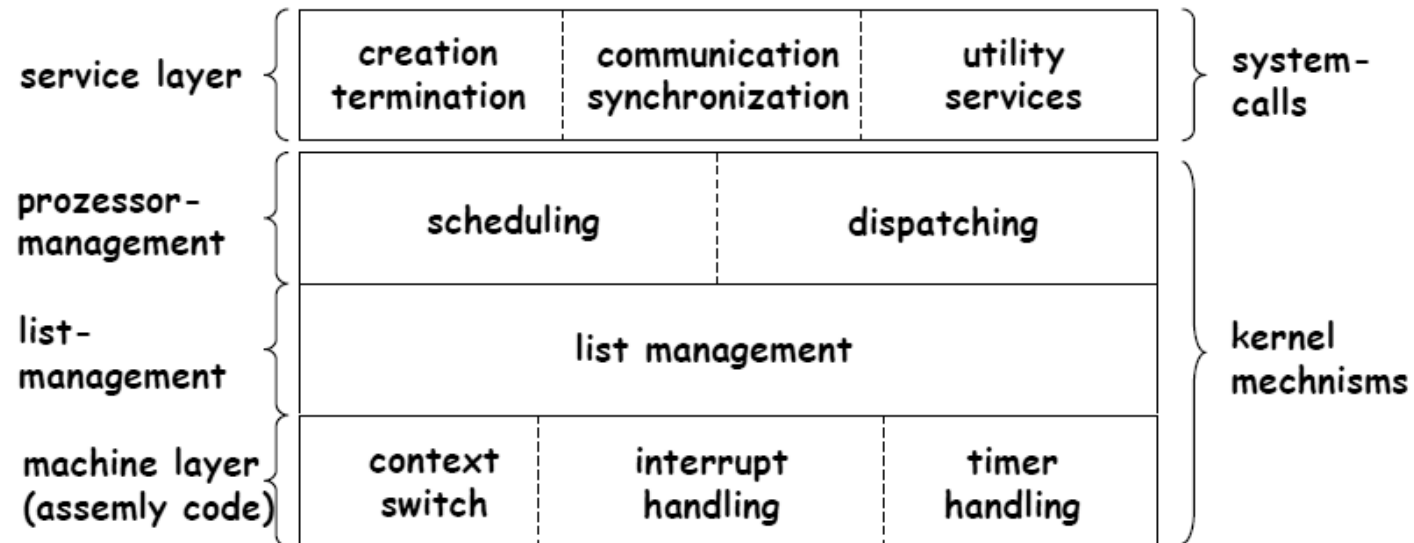 service layer
creation
termination
communication
synchronization
utility
services
system-
calls
prozessor-
management
scheduling
dispatching
list-
management
list management
kernel
mechnisms
machine layer
(assemly code)
context
switch
interrupt
handling
timer
handling